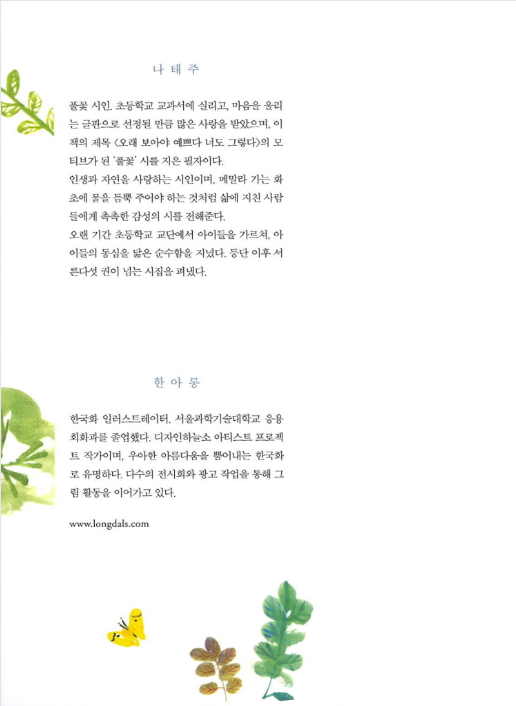 나 태 주
풀꽃 시인. 초등학교 교과서에 실리고, 마음을 울리
는 글판으로 선정될 만큼 많은 사랑을 받았으며, 이
책의 제목 <오래 보아야 예쁘다 너도 그렇다>의 모
티브가 된 '풀꽃' 시를 지은 필자이다.
인생과 자연을 사랑하는 시인이며, 메말라 가는 화
초에 물을 듬뿍 주어야 하는 것처럼 삶에 지친 사람
들에게 촉촉한 감성의 시를 전해준다.
오랜 기간 초등학교 교단에서 아이들을 가르쳐, 아
이들의 동심을 닮은 순수함을 지녔다. 등단 이후 서
른다섯 권이 넘는 시집을 펴냈다.
한 아 롱
한국화 일러스트레이터. 서울과학기술대학교 응용
회화과를 졸업했다. 디자인하늘소 아티스트 프로젝
트 작가이며, 우아한 아름다움을 뿜어내는 한국화
로 유명하다. 다수의 전시회와 광고 작업을 통해 그
림 활동을 이어가고 있다.
www.longdals.com